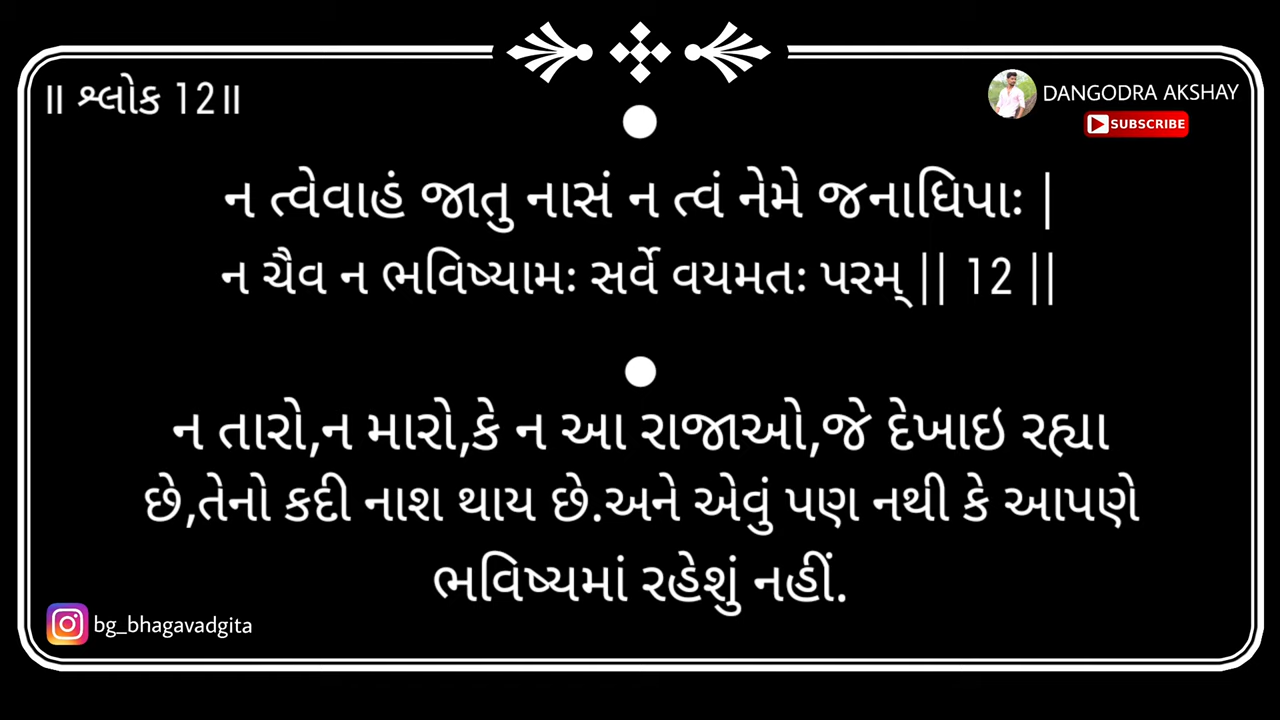 ॥ શ્લોક 12॥
DANGODRA AKSHAY
SUBSCRIBE
ન ત્વેવાહં જાતુ નાસં ન ત્વં નેમે જનાધિપાઃ |
ન ચૈવ ન ભવિષ્યામઃ સર્વે વયમતઃ પરમ્ || 12 ||
ન તારો,ન મારો,કે ન આ રાજાઓ,જે દેખાઇ રહ્યા
છે,તેનો કદી નાશ થાય છે.અને એવું પણ નથી કે આપણે
ભવિષ્યમાં રહેશું નહીં.
bg_bhagavadgita